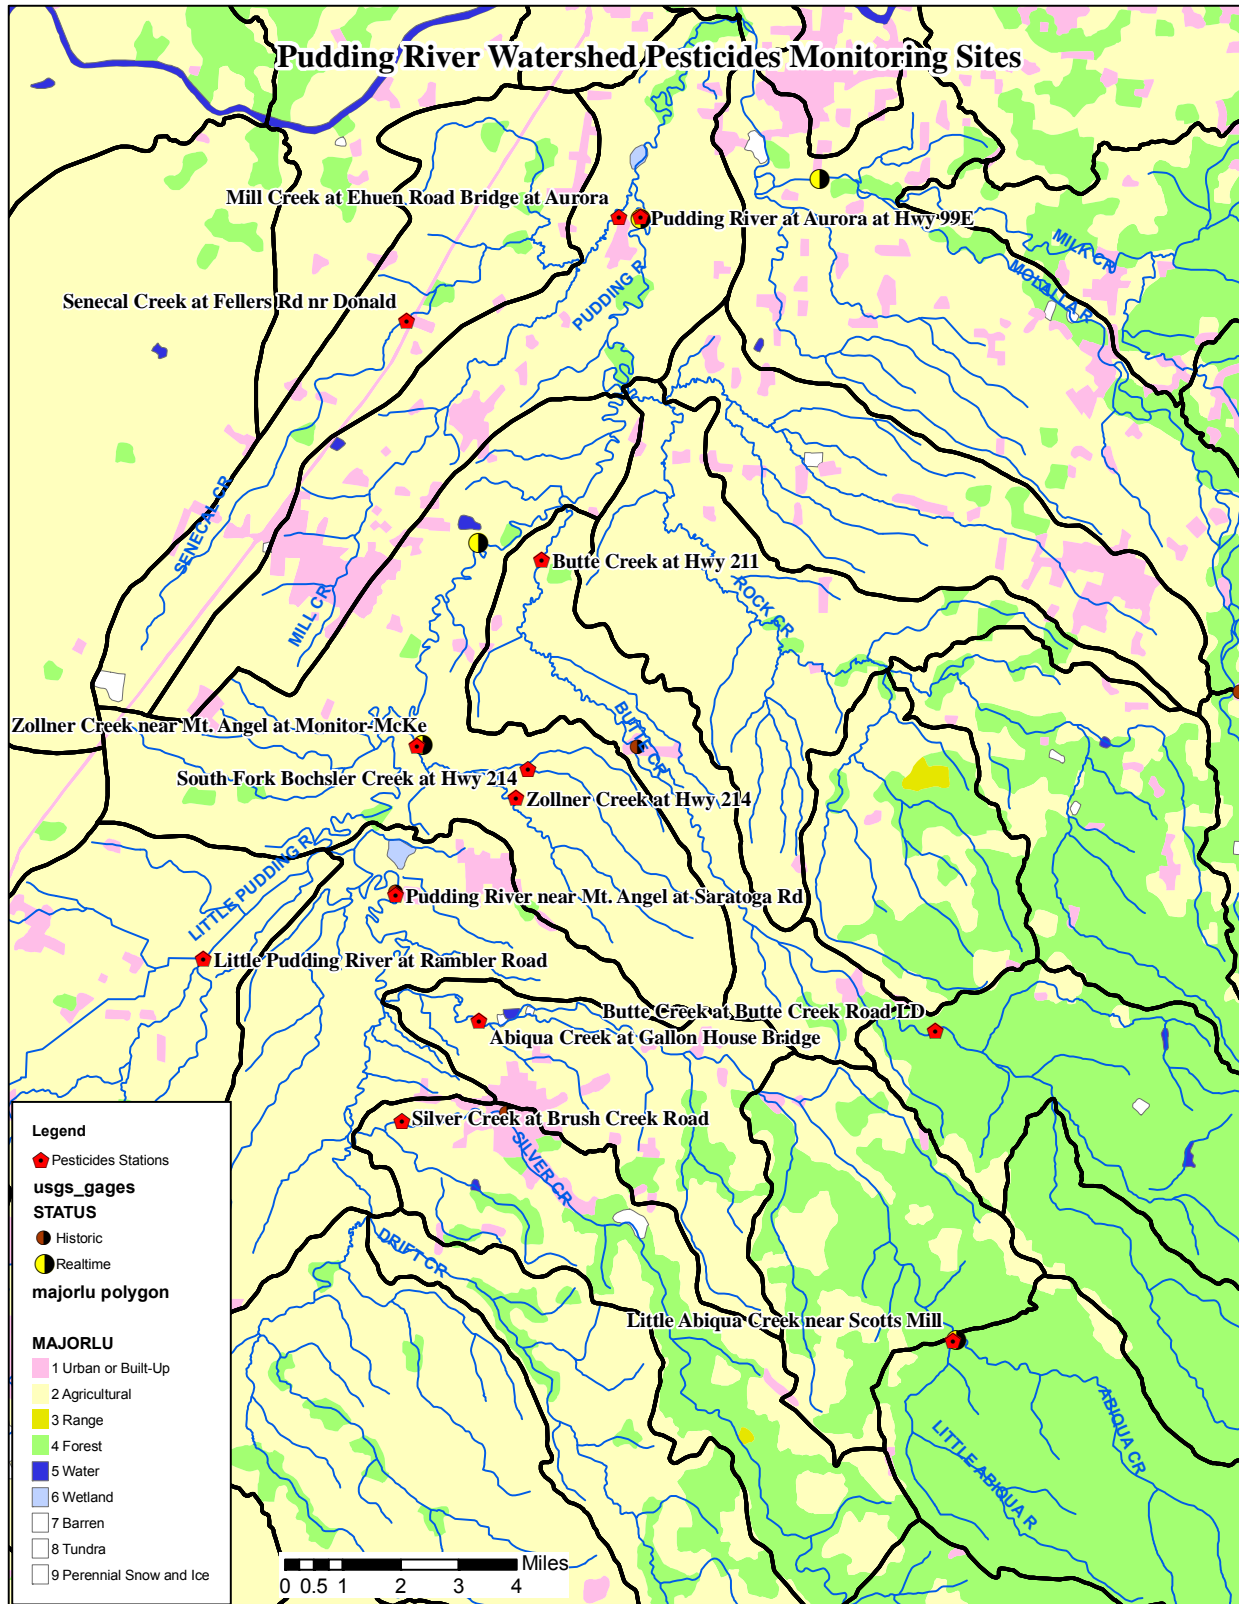 Pudding River Watershed Pesticides Monitoring Sites
Mill Creek at Ehuen Road Bridge at Aurora
Pudding River at Aurora at Hwy 99E
MILK CR
MOLALLA R
PUDDING R
Senecal Creek at Fellers Rd nr Donald
SENECAL CR
Butte Creek at Hwy 211
ROCK CR
MILL CR
Zollner Creek near Mt. Angel at Monitor-McKe
BUTTE CR
South Fork Bochsler Creek at Hwy 214
Zollner Creek at Hwy 214
LITTLE PUDDING R
Pudding River near Mt. Angel at Saratoga Rd
Little Pudding River at Rambler Road
Butte Creek at Butte Creek Road LD
Abiqua Creek at Gallon House Bridge
Silver Creek at Brush Creek Road
SILVER CR
DRIFT CR
Little Abiqua Creek near Scotts Mill
ABIQUA CR
LITTLE ABIQUA R
Legend
Pesticides Stations
usgs_gages
STATUS
Historic
Realtime
majorlu polygon
MAJORLU
1 Urban or Built-Up
2 Agricultural
3 Range
4 Forest
5 Water
6 Wetland
7 Barren
8 Tundra
9 Perennial Snow and Ice
Miles
0 0.5 1 2 3 4